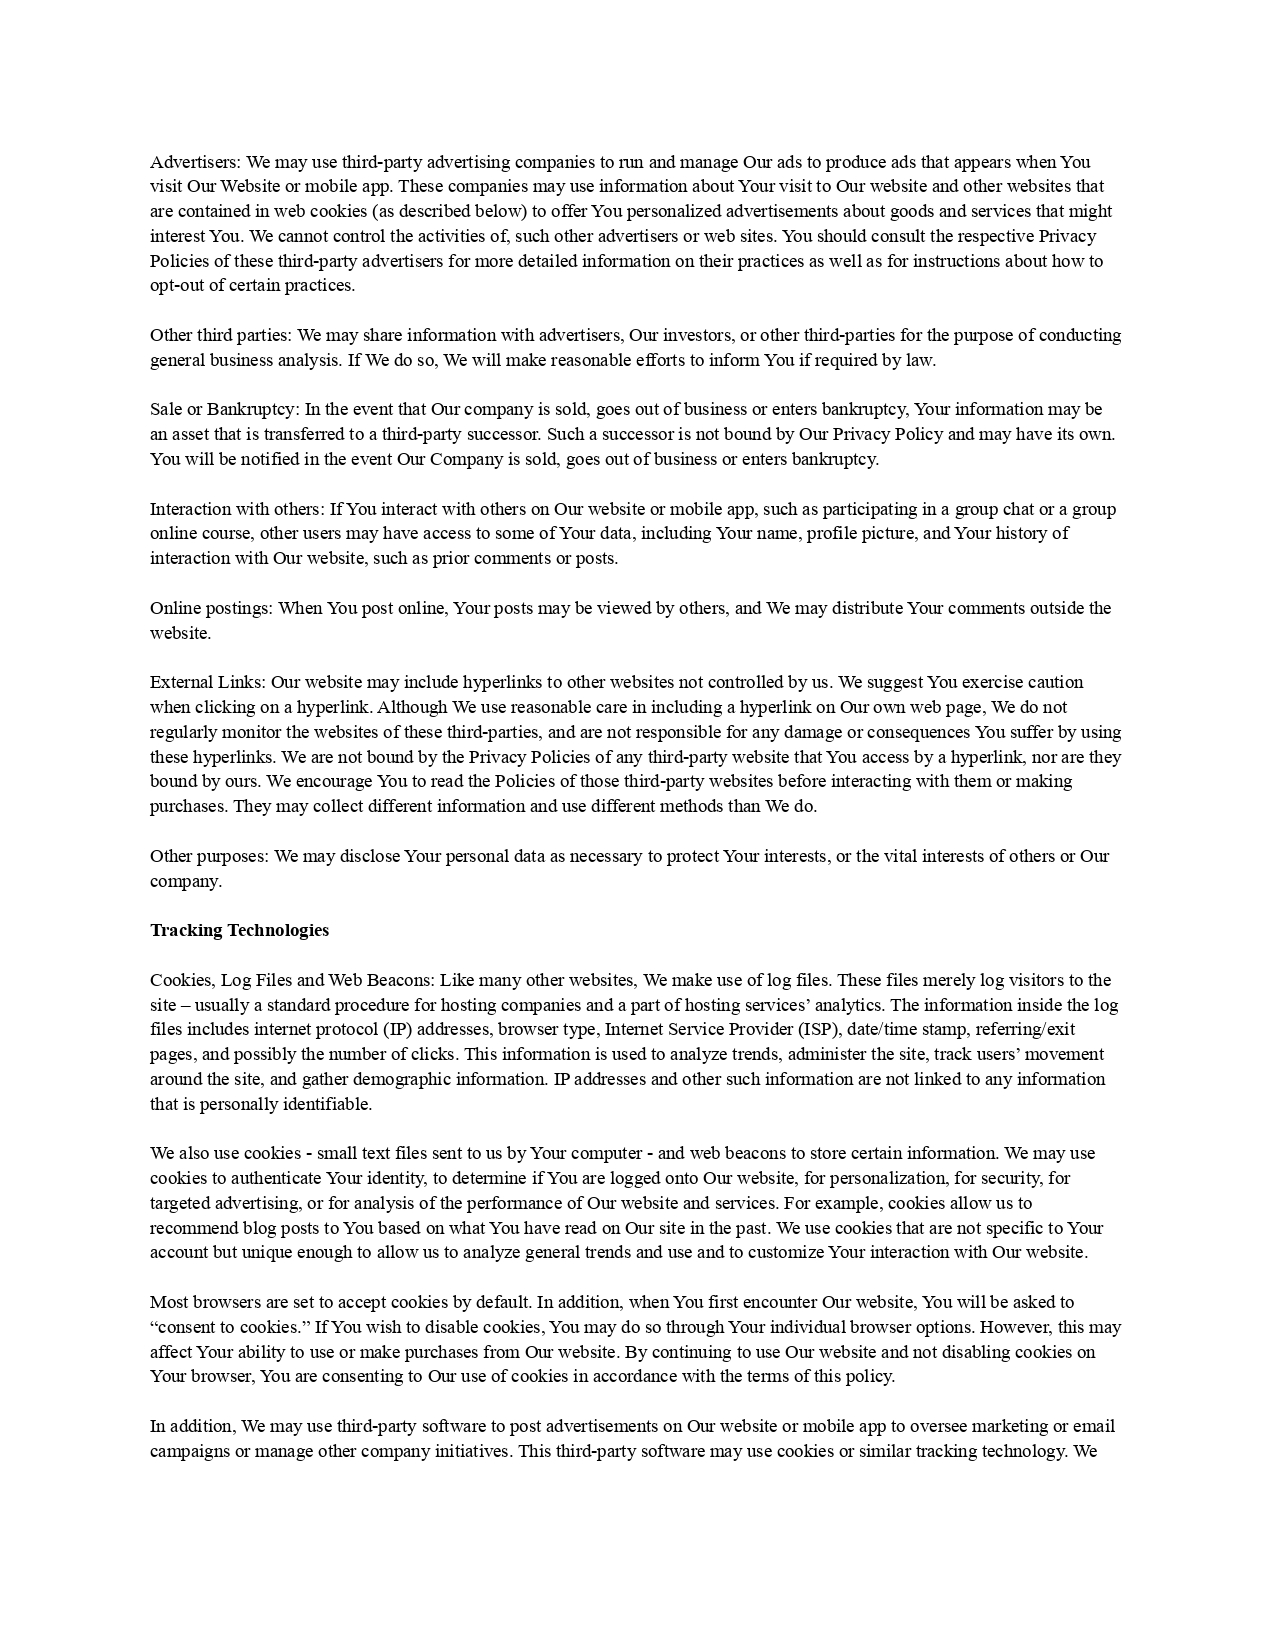 Advertisers: We may use third-party advertising companies to run and manage Our ads to produce ads that appears when You
visit Our Website or mobile app. These companies may use information about Your visit to Our website and other websites that
are contained in web cookies (as described below) to offer You personalized advertisements about goods and services that might
interest You. We cannot control the activities of, such other advertisers or web sites. You should consult the respective Privacy
Policies of these third-party advertisers for more detailed information on their practices as well as for instructions about how to
opt-out of certain practices.
Other third parties: We may share information with advertisers, Our investors, or other third-parties for the purpose of conducting
general business analysis. If We do so, We will make reasonable efforts to inform You if required by law.
Sale or Bankruptcy: In the event that Our company is sold, goes out of business or enters bankruptcy, Your information may be
an asset that is transferred to a third-party successor. Such a successor is not bound by Our Privacy Policy and may have its own.
You will be notified in the event Our Company is sold, goes out of business or enters bankruptcy.
Interaction with others: If You interact with others on Our website or mobile app, such as participating in a group chat or a group
online course, other users may have access to some of Your data, including Your name, profile picture, and Your history of
interaction with Our website, such as prior comments or posts.
Online postings: When You post online, Your posts may be viewed by others, and We may distribute Your comments outside the
website.
External Links: Our website may include hyperlinks to other websites not controlled by us. We suggest You exercise caution
when clicking on a hyperlink. Although We use reasonable care in including a hyperlink on Our own web page, We do not
regularly monitor the websites of these third-parties, and are not responsible for any damage or consequences You suffer by using
these hyperlinks. We are not bound by the Privacy Policies of any third-party website that You access by a hyperlink, nor are they
bound by ours. We encourage You to read the Policies of those third-party websites before interacting with them or making
purchases. They may collect different information and use different methods than We do.
Other purposes: We may disclose Your personal data as necessary to protect Your interests, or the vital interests of others or Our
company.
Tracking Technologies
Cookies, Log Files and Web Beacons: Like many other websites, We make use of log files. These files merely log visitors to the
site – usually a standard procedure for hosting companies and a part of hosting services’ analytics. The information inside the log
files includes internet protocol (IP) addresses, browser type, Internet Service Provider (ISP), date/time stamp, referring/exit
pages, and possibly the number of clicks. This information is used to analyze trends, administer the site, track users’ movement
around the site, and gather demographic information. IP addresses and other such information are not linked to any information
that is personally identifiable.
We also use cookies - small text files sent to us by Your computer - and web beacons to store certain information. We may use
cookies to authenticate Your identity, to determine if You are logged onto Our website, for personalization, for security, for
targeted advertising, or for analysis of the performance of Our website and services. For example, cookies allow us to
recommend blog posts to You based on what You have read on Our site in the past. We use cookies that are not specific to Your
account but unique enough to allow us to analyze general trends and use and to customize Your interaction with Our website.
Most browsers are set to accept cookies by default. In addition, when You first encounter Our website, You will be asked to
“consent to cookies.” If You wish to disable cookies, You may do so through Your individual browser options. However, this may
affect Your ability to use or make purchases from Our website. By continuing to use Our website and not disabling cookies on
Your browser, You are consenting to Our use of cookies in accordance with the terms of this policy.
In addition, We may use third-party software to post advertisements on Our website or mobile app to oversee marketing or email
campaigns or manage other company initiatives. This third-party software may use cookies or similar tracking technology. We